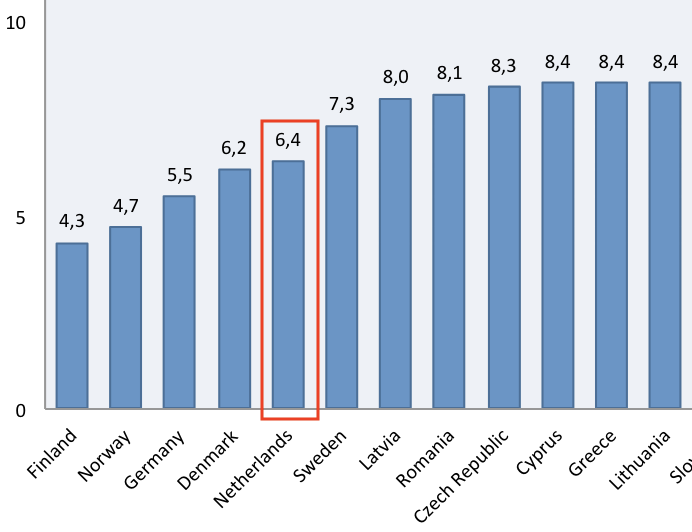 10
5
0
4,3
4,7
5,5
6,2
6,4
7,3
8,0
8,1
8,3
8,4
8,4
8,4
Finland
Norway
Germany
Denmark
Netherlands
Sweden
Latvia
Romania
Czech Republic
Cyprus
Greece
Lithuania